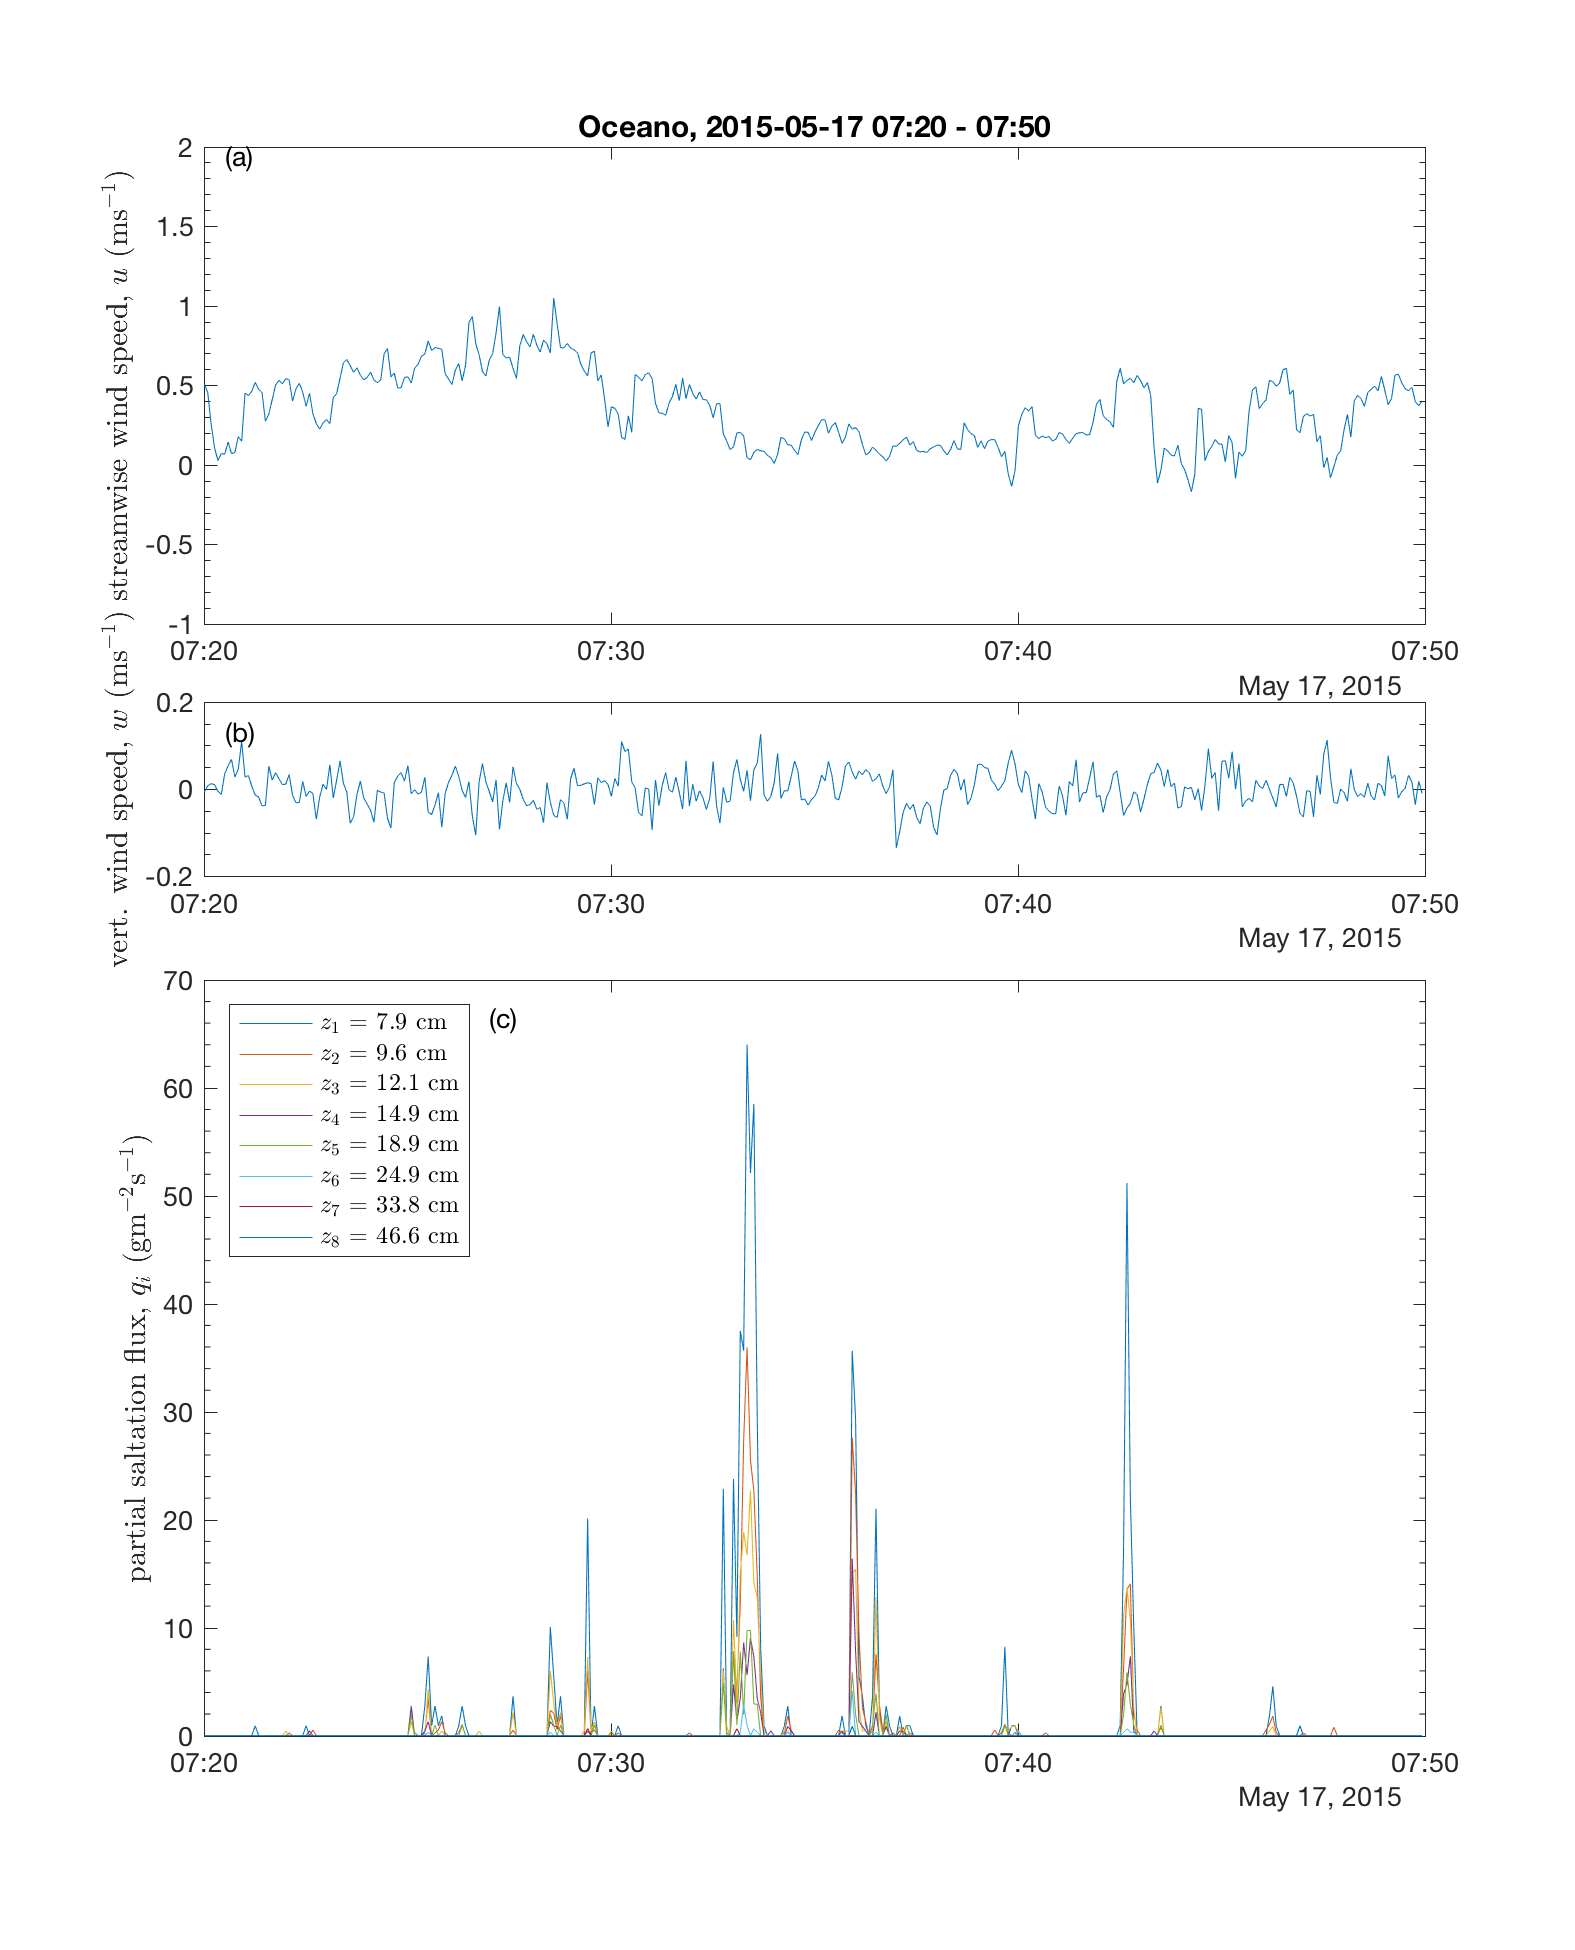 Oceano, 2015-05-17 07:20 - 07:50
(a)
streamwise wind speed, u (ms⁻¹)
2
1.5
1
0.5
0
-0.5
-1
07:20 07:30 07:40 07:50
May 17, 2015
(b)
vert. wind speed, w (ms⁻¹)
0.2
0
-0.2
07:20 07:30 07:40 07:50
May 17, 2015
(c)
partial saltation flux, qᵢ (gm⁻²s⁻¹)
70
60
50
40
30
20
10
0
z₁ = 7.9 cm
z₂ = 9.6 cm
z₃ = 12.1 cm
z₄ = 14.9 cm
z₅ = 18.9 cm
z₆ = 24.9 cm
z₇ = 33.8 cm
z₈ = 46.6 cm
07:20 07:30 07:40 07:50
May 17, 2015